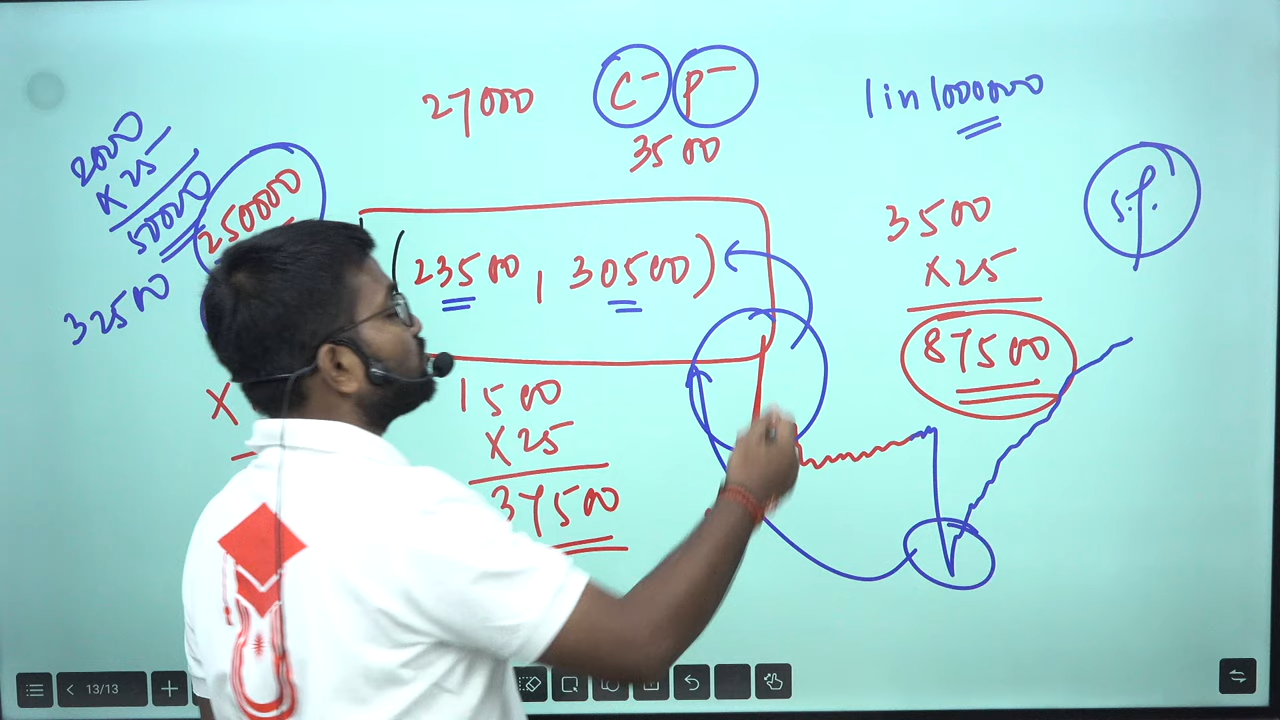 27000 C- P-
3500
1 in 1000000
2000
X 25
50000
250000
32500
(23500, 30500)
3500
X 25
87500
S.P.
X
1500
X 25
37500
13/13